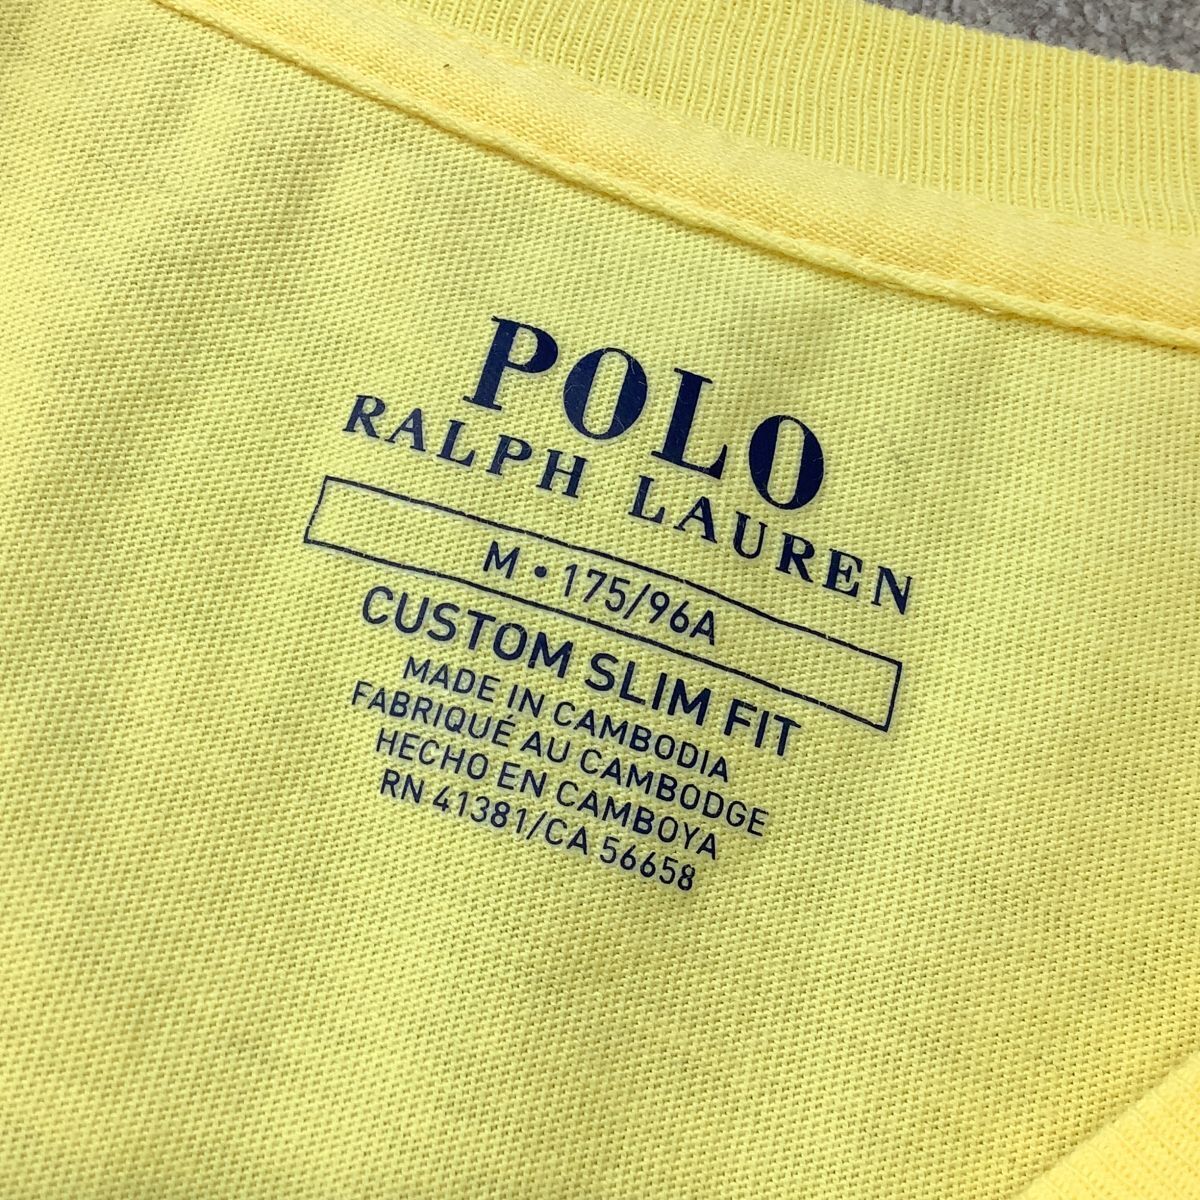 POLO
RALPH LAUREN
M • 175/96A
CUSTOM SLIM FIT
MADE IN CAMBODIA
FABRIQUÉ AU CAMBODGE
HECHO EN CAMBOYA
RN 41381/CA 56658